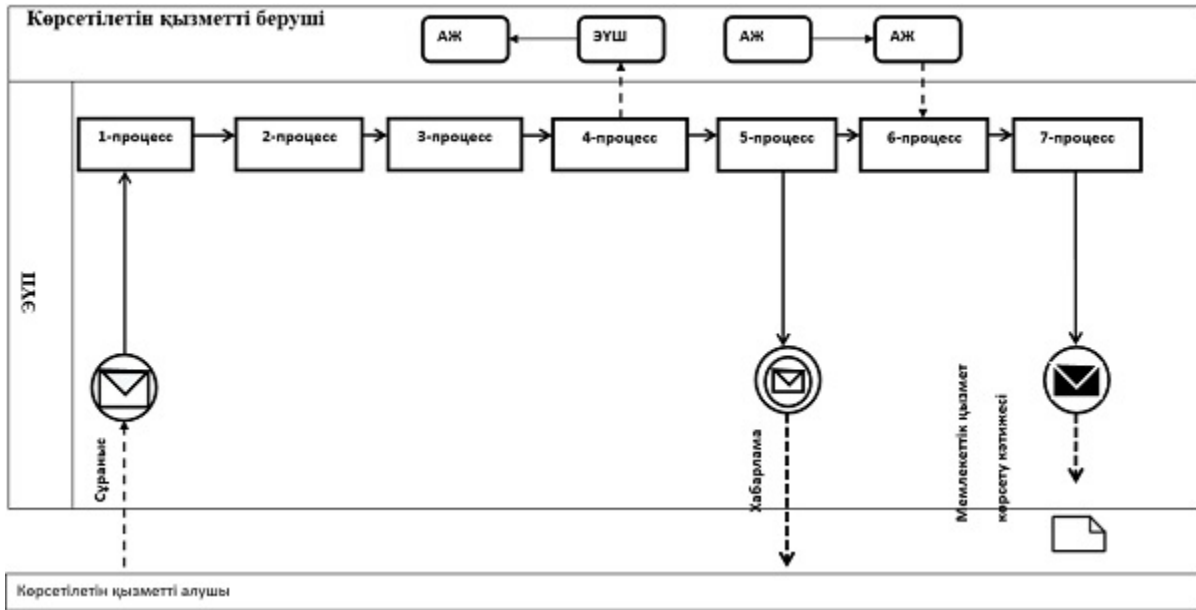 Көрсетілетін қызметті беруші
АЖ
ЭҮШ
АЖ
АЖ
ЭҮП
1-процесс
2-процесс
3-процесс
4-процесс
5-процесс
6-процесс
7-процесс
Сұраныс
Хабарлама
Мемлекеттік қызмет
көрсету нәтижесі
Көрсетілетін қызметті алушы